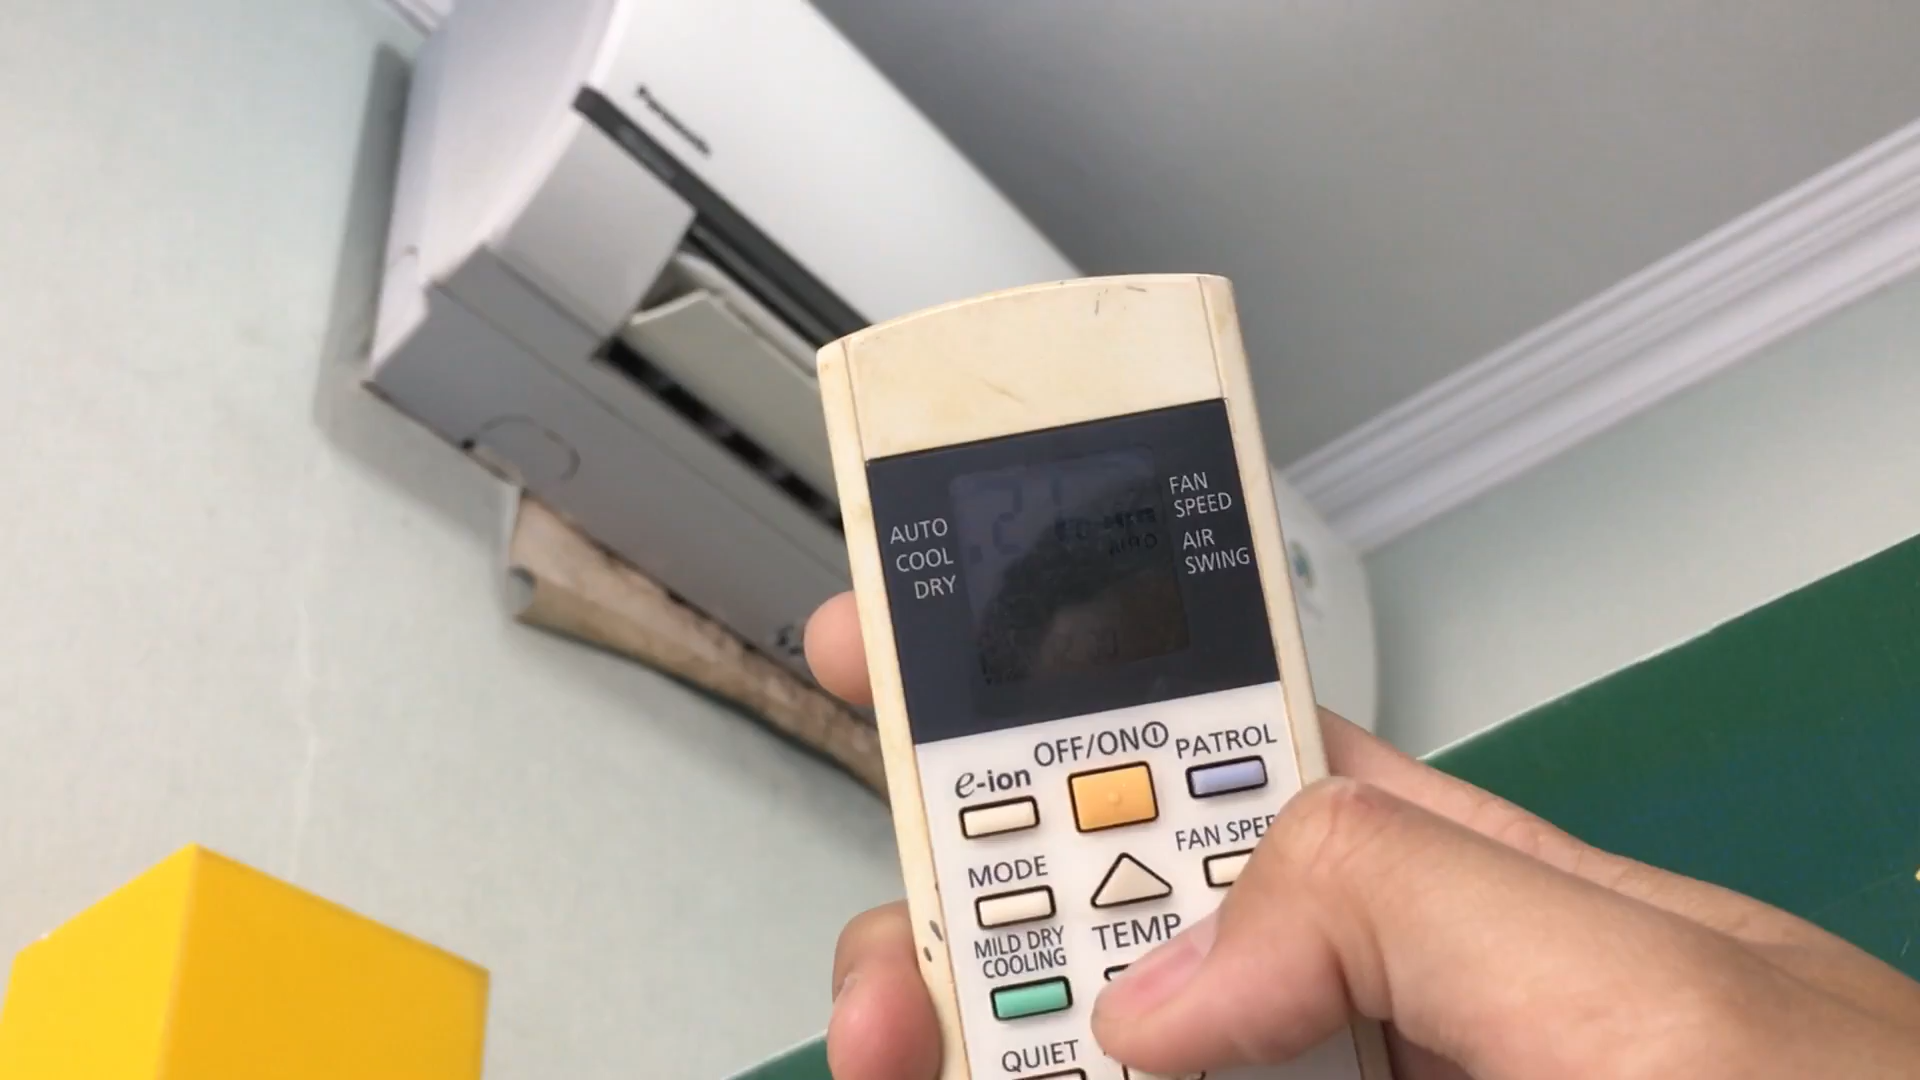 Panasonic
AUTO
COOL
DRY
FAN
SPEED
AIR
SWING
OFF/ON
PATROL
e-ion
FAN SPEE
MODE
TEMP
MILD DRY
COOLING
QUIET